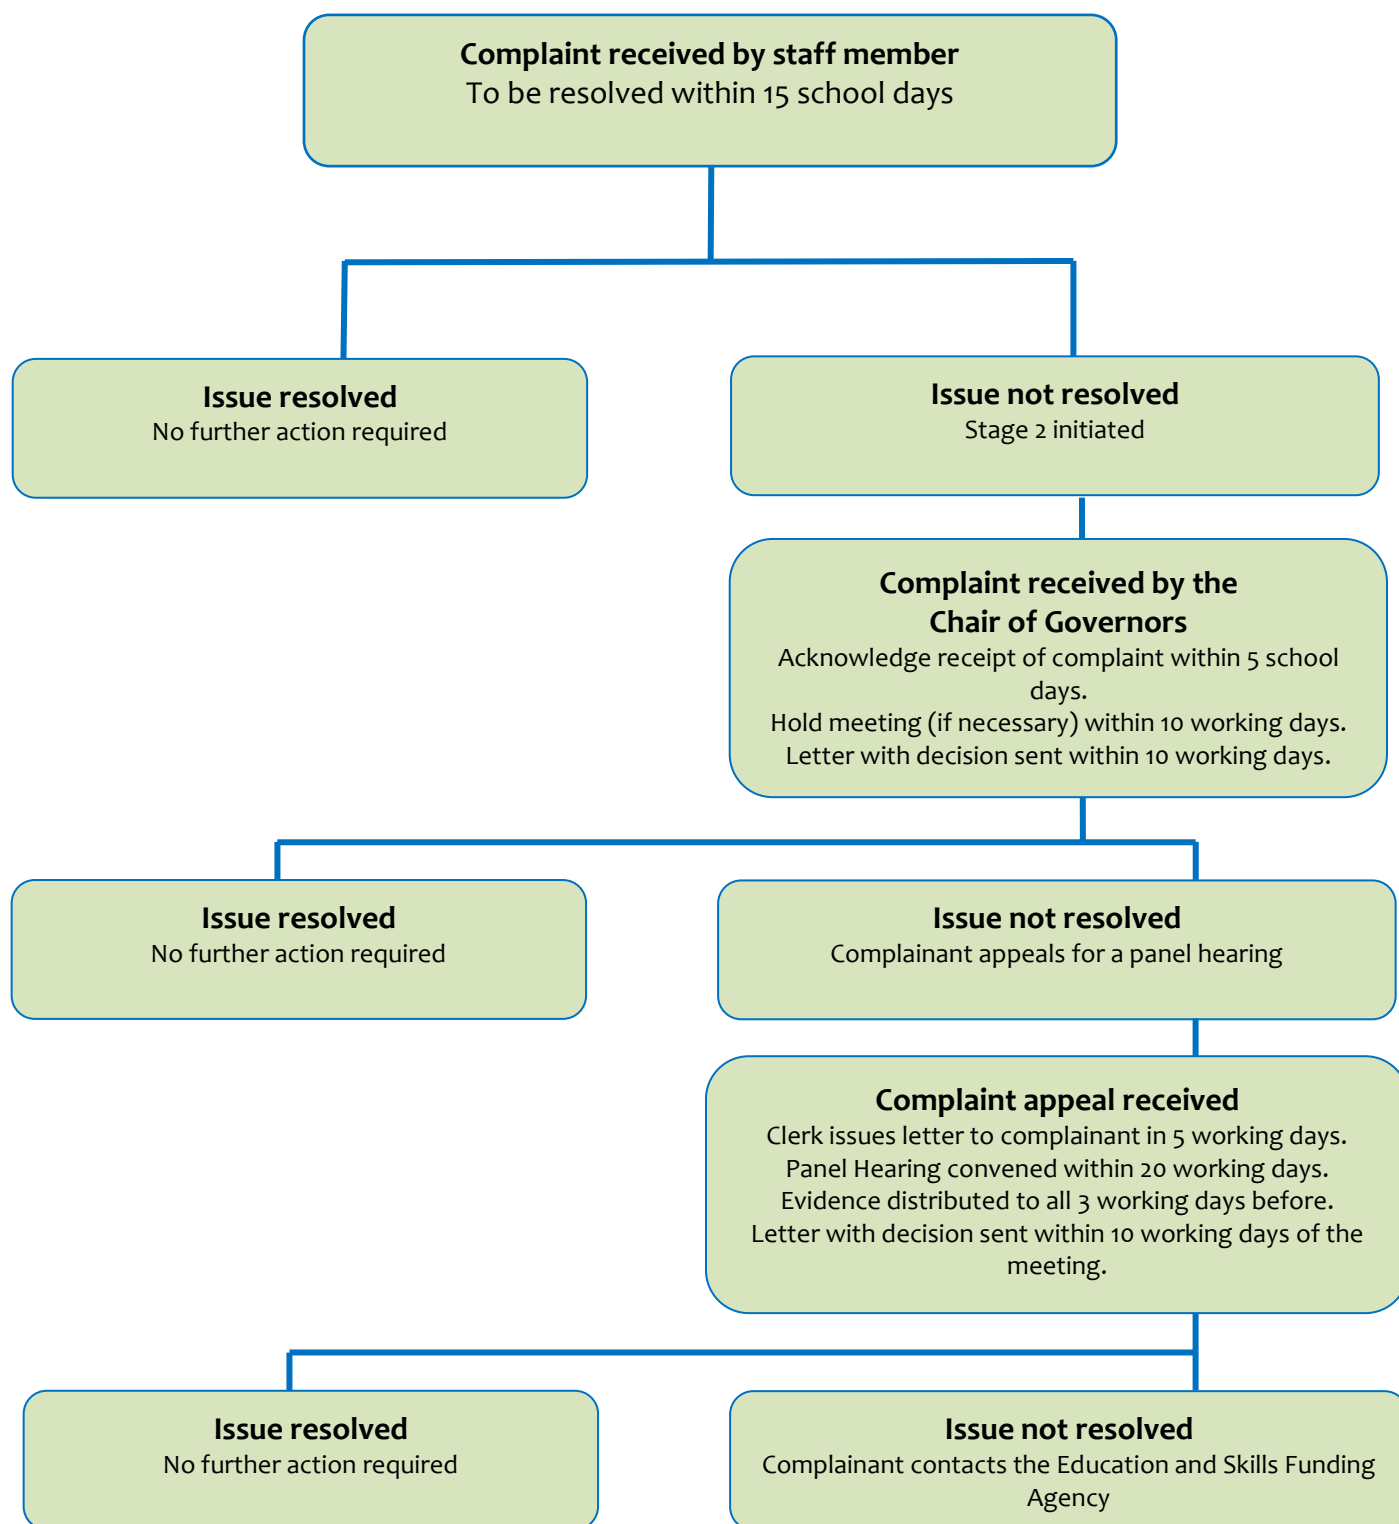 Complaint received by staff member
To be resolved within 15 school days
Issue resolved
No further action required
Issue not resolved
Stage 2 initiated
Complaint received by the
Chair of Governors
Acknowledge receipt of complaint within 5 school
days.
Hold meeting (if necessary) within 10 working days.
Letter with decision sent within 10 working days.
Issue resolved
No further action required
Issue not resolved
Complainant appeals for a panel hearing
Complaint appeal received
Clerk issues letter to complainant in 5 working days.
Panel Hearing convened within 20 working days.
Evidence distributed to all 3 working days before.
Letter with decision sent within 10 working days of the
meeting.
Issue resolved
No further action required
Issue not resolved
Complainant contacts the Education and Skills Funding
Agency